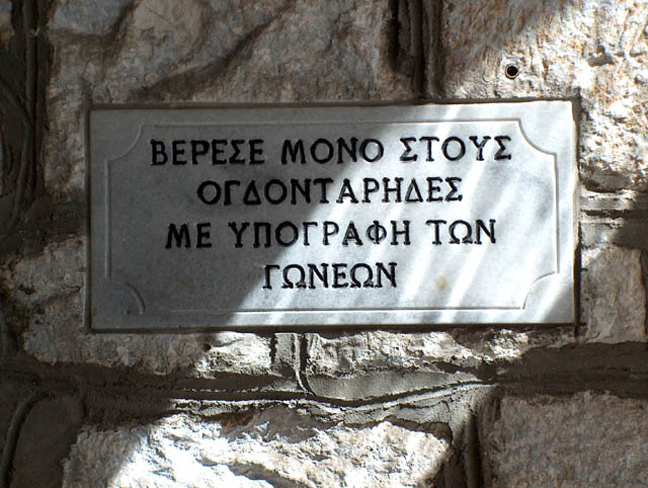 ΒΕΡΕΣΕ ΜΟΝΟ ΣΤΟΥΣ
ΟΓΔΟΝΤΑΡΗΔΕΣ
ΜΕ ΥΠΟΓΡΑΦΗ ΤΩΝ
ΓΩΝΕΩΝ